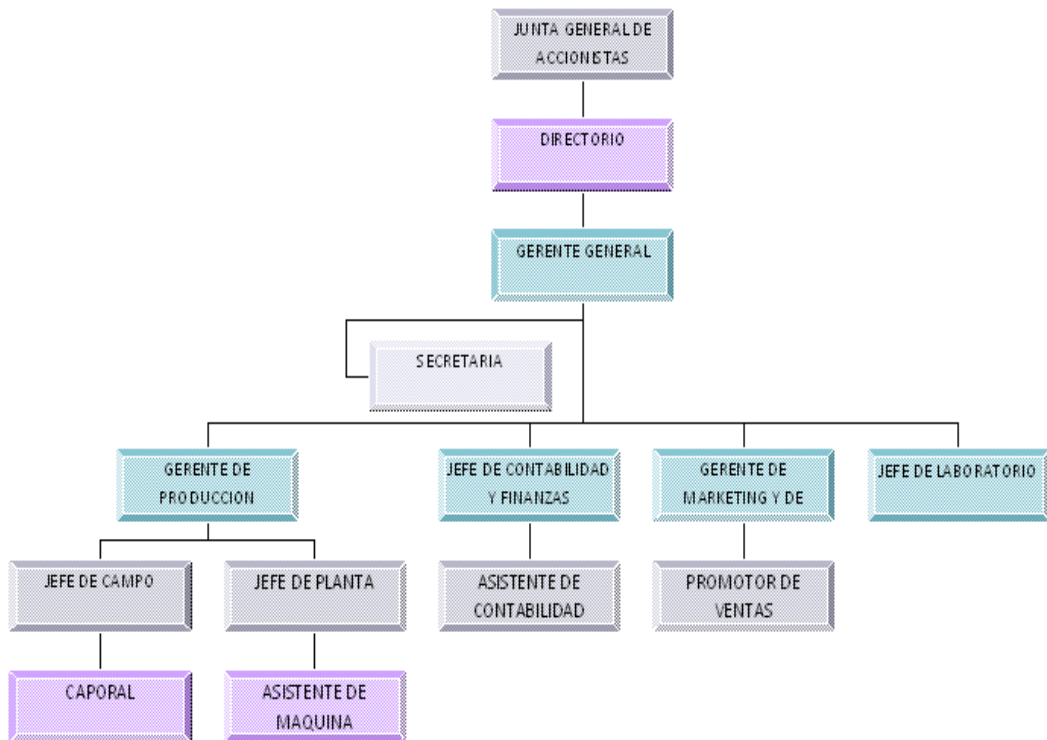 JUNTA GENERAL DE
ACCIONISTAS
DIRECTORIO
GERENTE GENERAL
SECRETARIA
GERENTE DE
PRODUCCION
JEFE DE CONTABILIDAD
Y FINANZAS
GERENTE DE
MARKETING Y DE
JEFE DE LABORATORIO
JEFE DE CAMPO
JEFE DE PLANTA
ASISTENTE DE
CONTABILIDAD
PROMOTOR DE
VENTAS
CAPORAL
ASISTENTE DE
MAQUINA